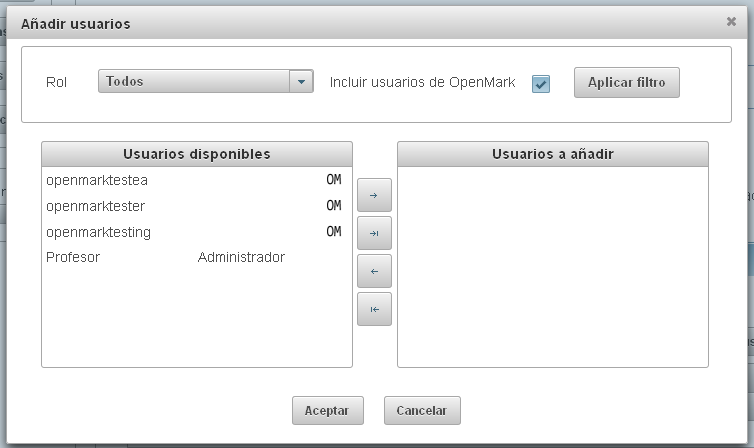 Añadir usuarios
Rol Todos Incluir usuarios de OpenMark Aplicar filtro
Usuarios disponibles Usuarios a añadir
openmarktestea OM
openmarktester OM
openmarktesting OM
Profesor Administrador
Aceptar Cancelar